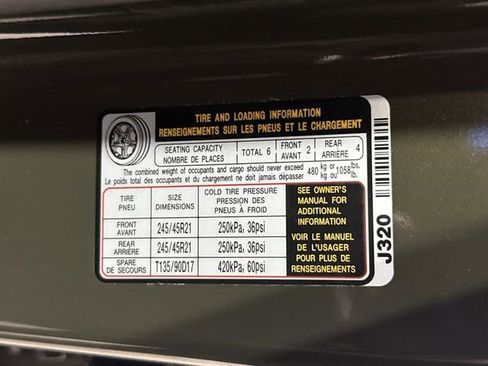 TIRE AND LOADING INFORMATION
RENSEIGNEMENTS SUR LES PNEUS ET LE CHARGEMENT
SEATING CAPACITY
NOMBRE DE PLACES
TOTAL 6
FRONT
AVANT 2
REAR
ARRIÈRE 4
The combined weight of occupants and cargo should never exceed 480 kg or 1058 lbs.
Le poids total des occupants et du chargement ne doit jamais dépasser 480 kg ou 1058 lb.
TIRE
PNEU
SIZE
DIMENSIONS
COLD TIRE PRESSURE
PRESSION DES
PNEUS À FROID
FRONT
AVANT
245/45R21
250kPa, 36psi
REAR
ARRIÈRE
245/45R21
250kPa, 36psi
SPARE
DE SECOURS
T135/90D17
420kPa, 60psi
SEE OWNER'S
MANUAL FOR
ADDITIONAL
INFORMATION
VOIR LE MANUEL
DE L'USAGER
POUR PLUS DE
RENSEIGNEMENTS
J320